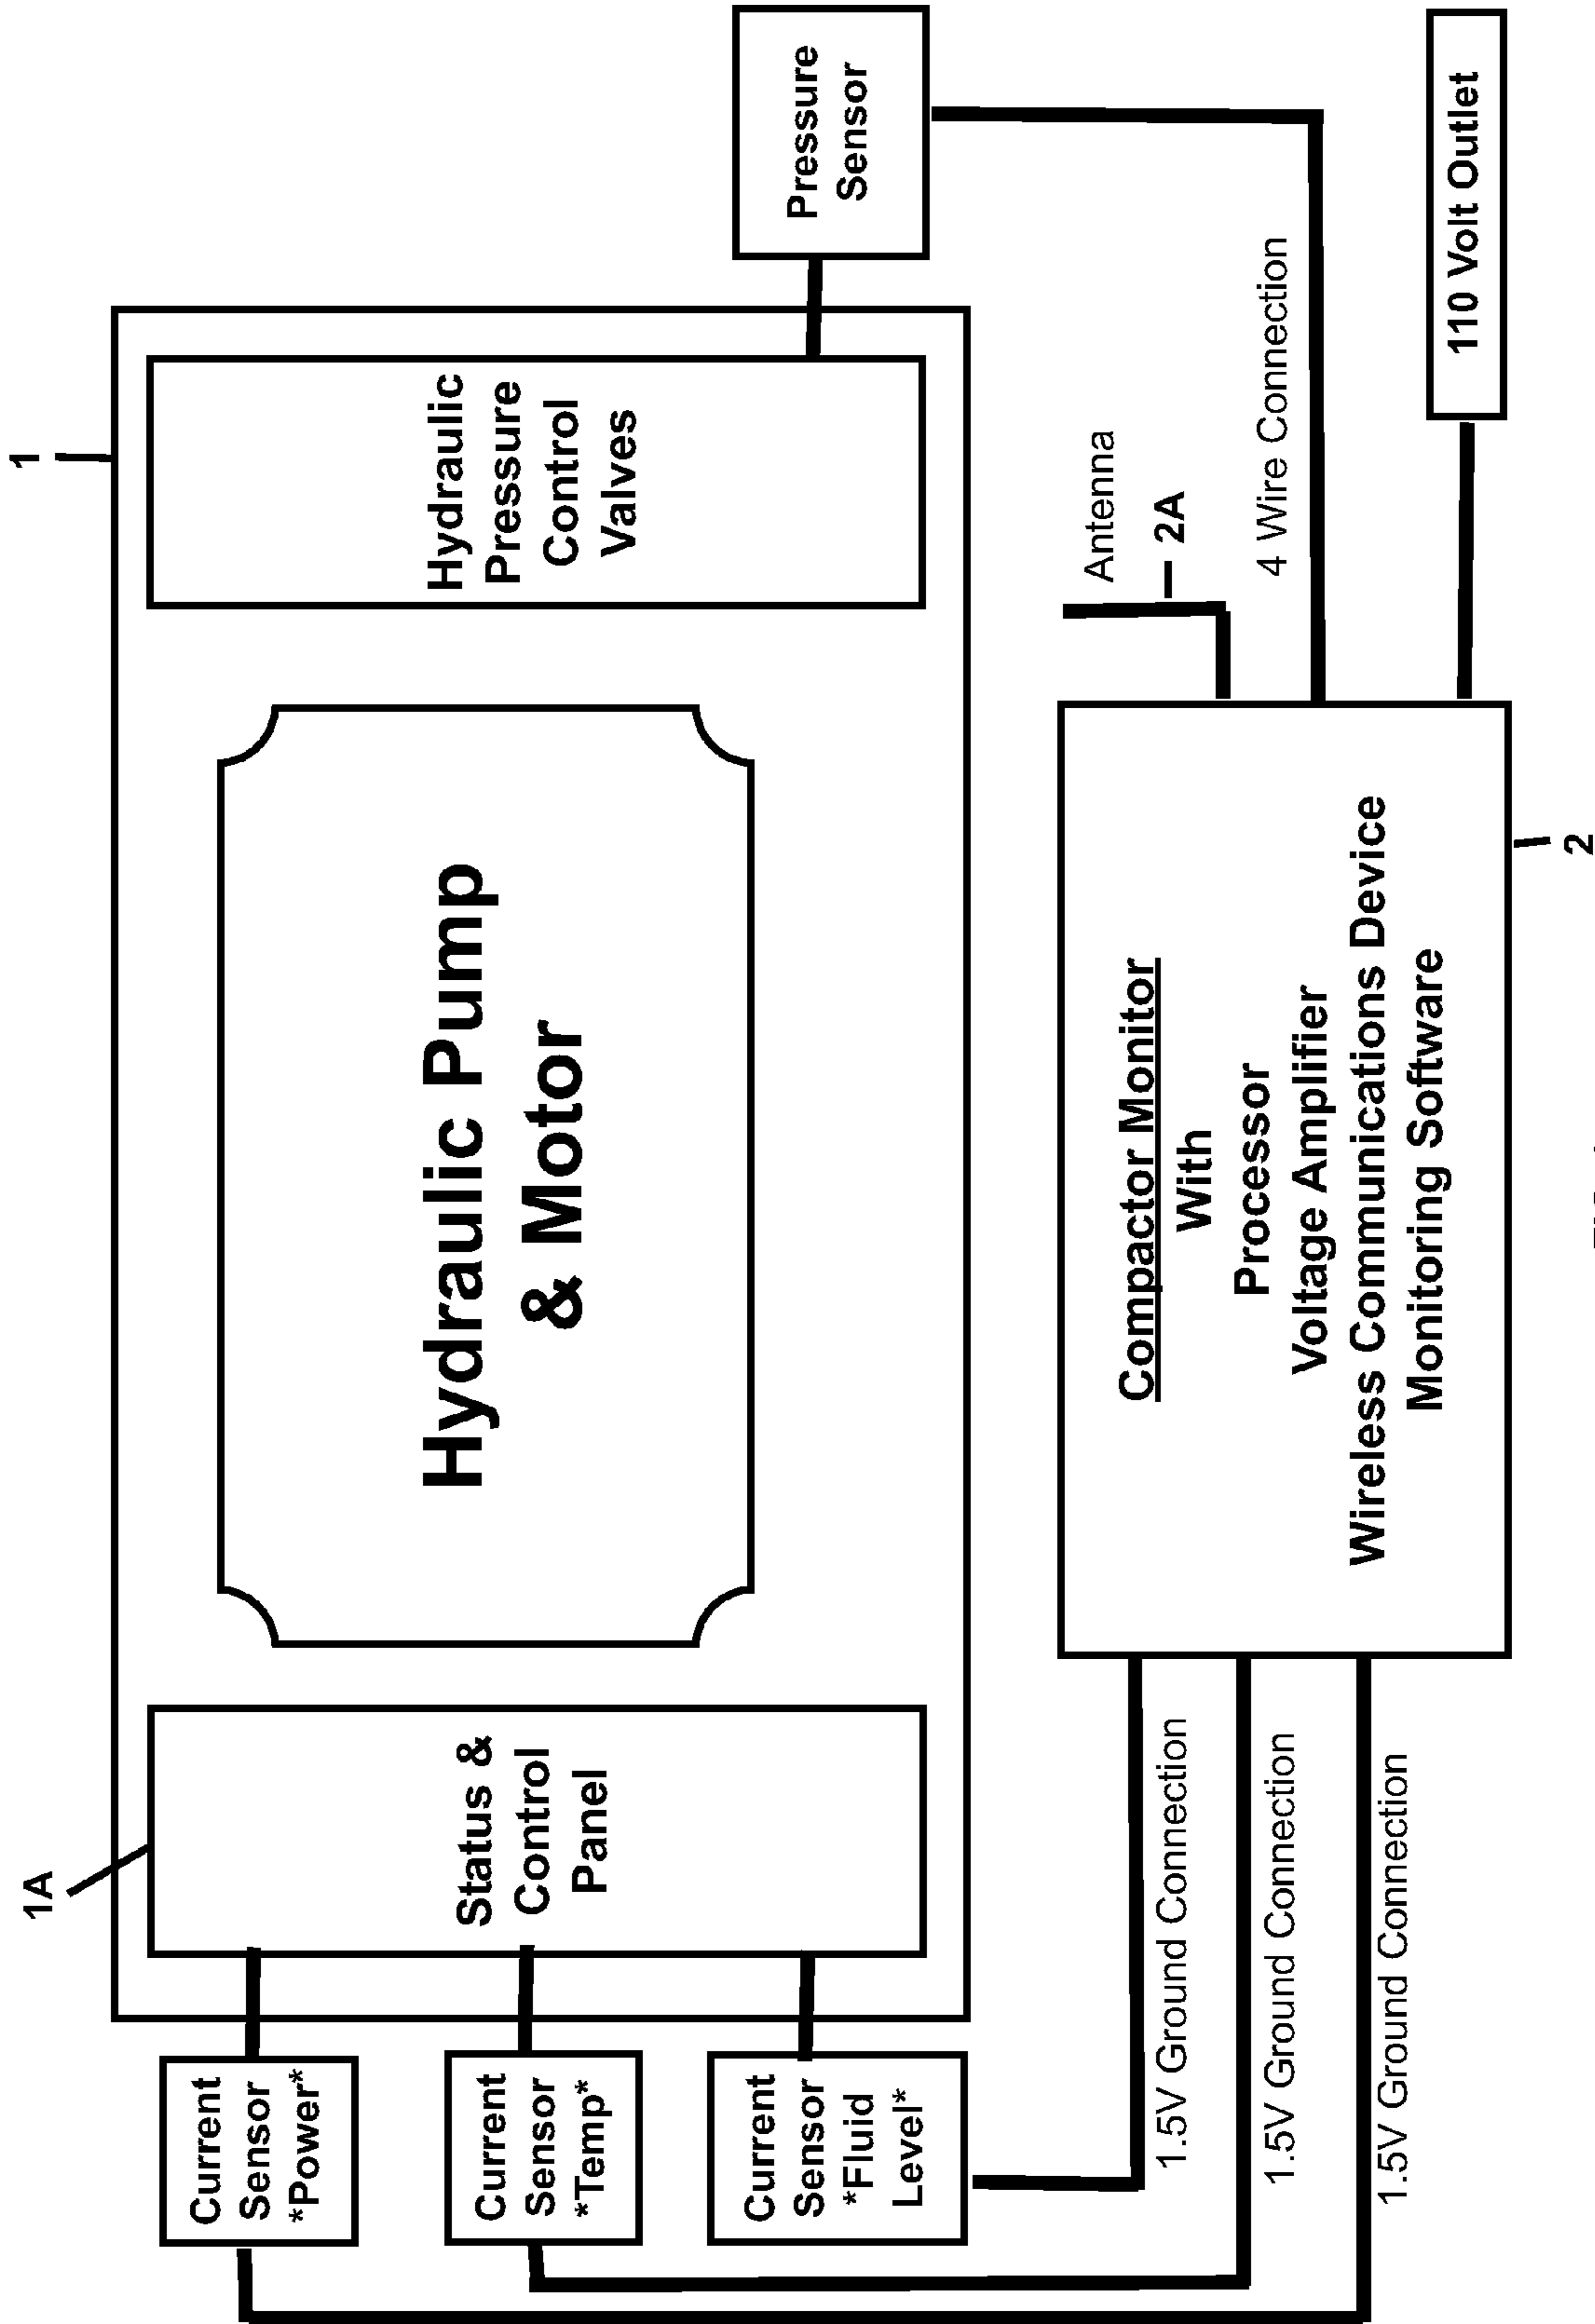 1A
1
Current
Sensor
*Power*
Current
Sensor
*Temp*
Current
Sensor
*Fluid
Level*
Status &
Control
Panel
Hydraulic Pump
& Motor
Hydraulic
Pressure
Control
Valves
Pressure
Sensor
Antenna
2A
4 Wire Connection
110 Volt Outlet
1.5V Ground Connection
1.5V Ground Connection
1.5V Ground Connection
Compactor Monitor
With
Processor
Voltage Amplifier
Wireless Communications Device
Monitoring Software
2